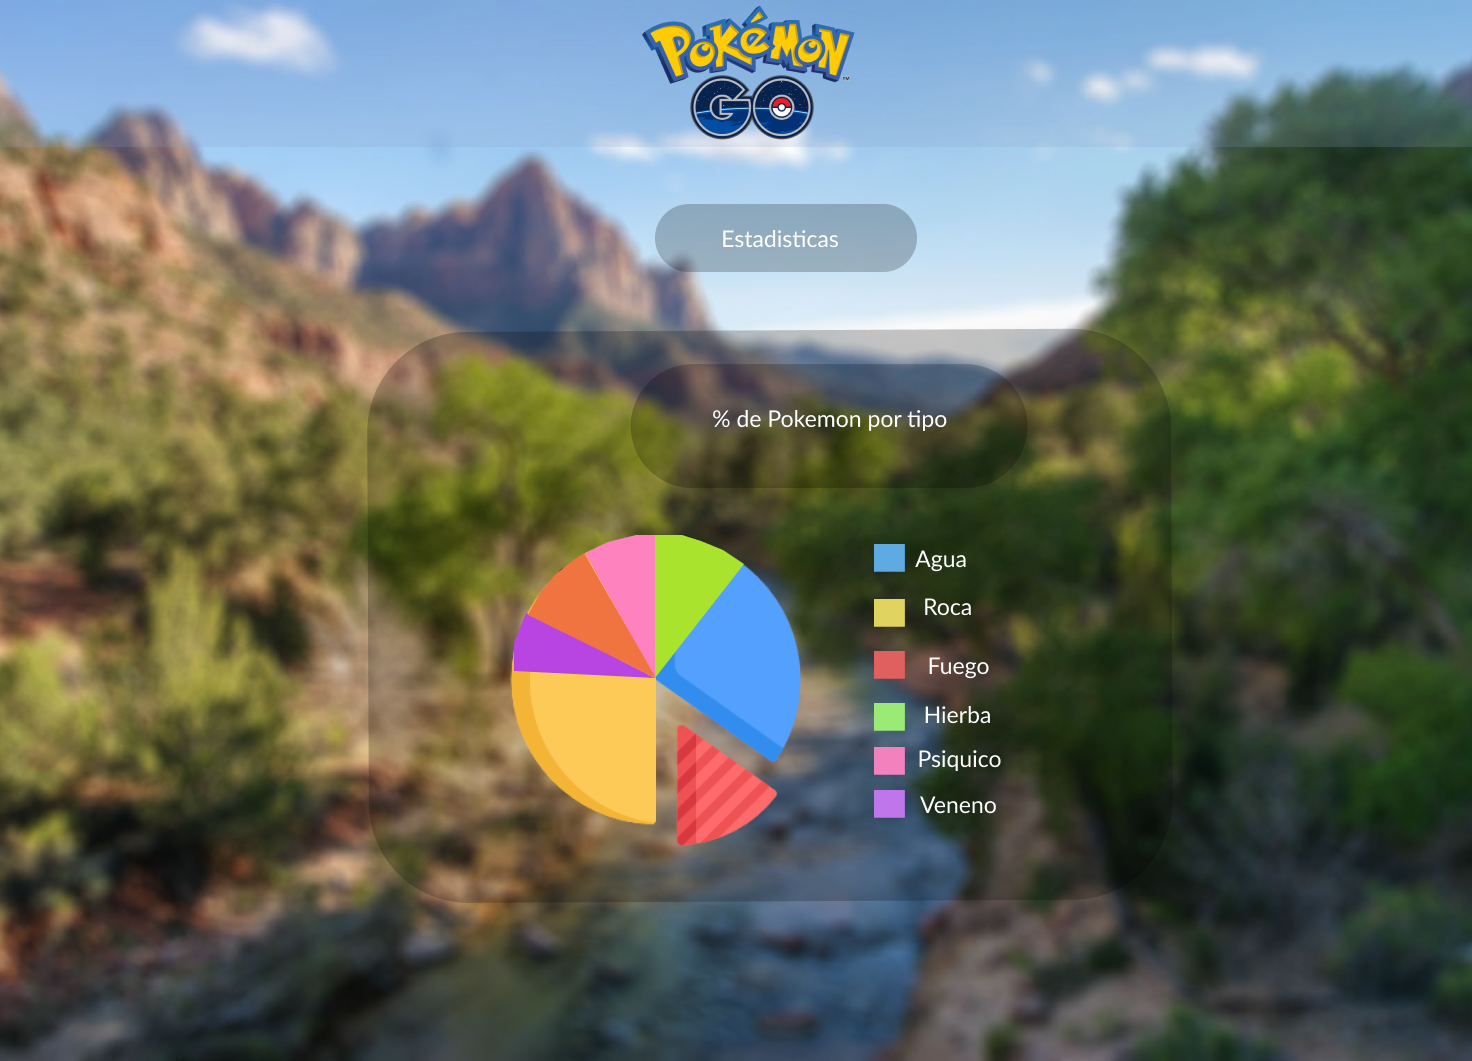 POKéMON
GO
Estadisticas
% de Pokemon por tipo
Agua
Roca
Fuego
Hierba
Psiquico
Veneno